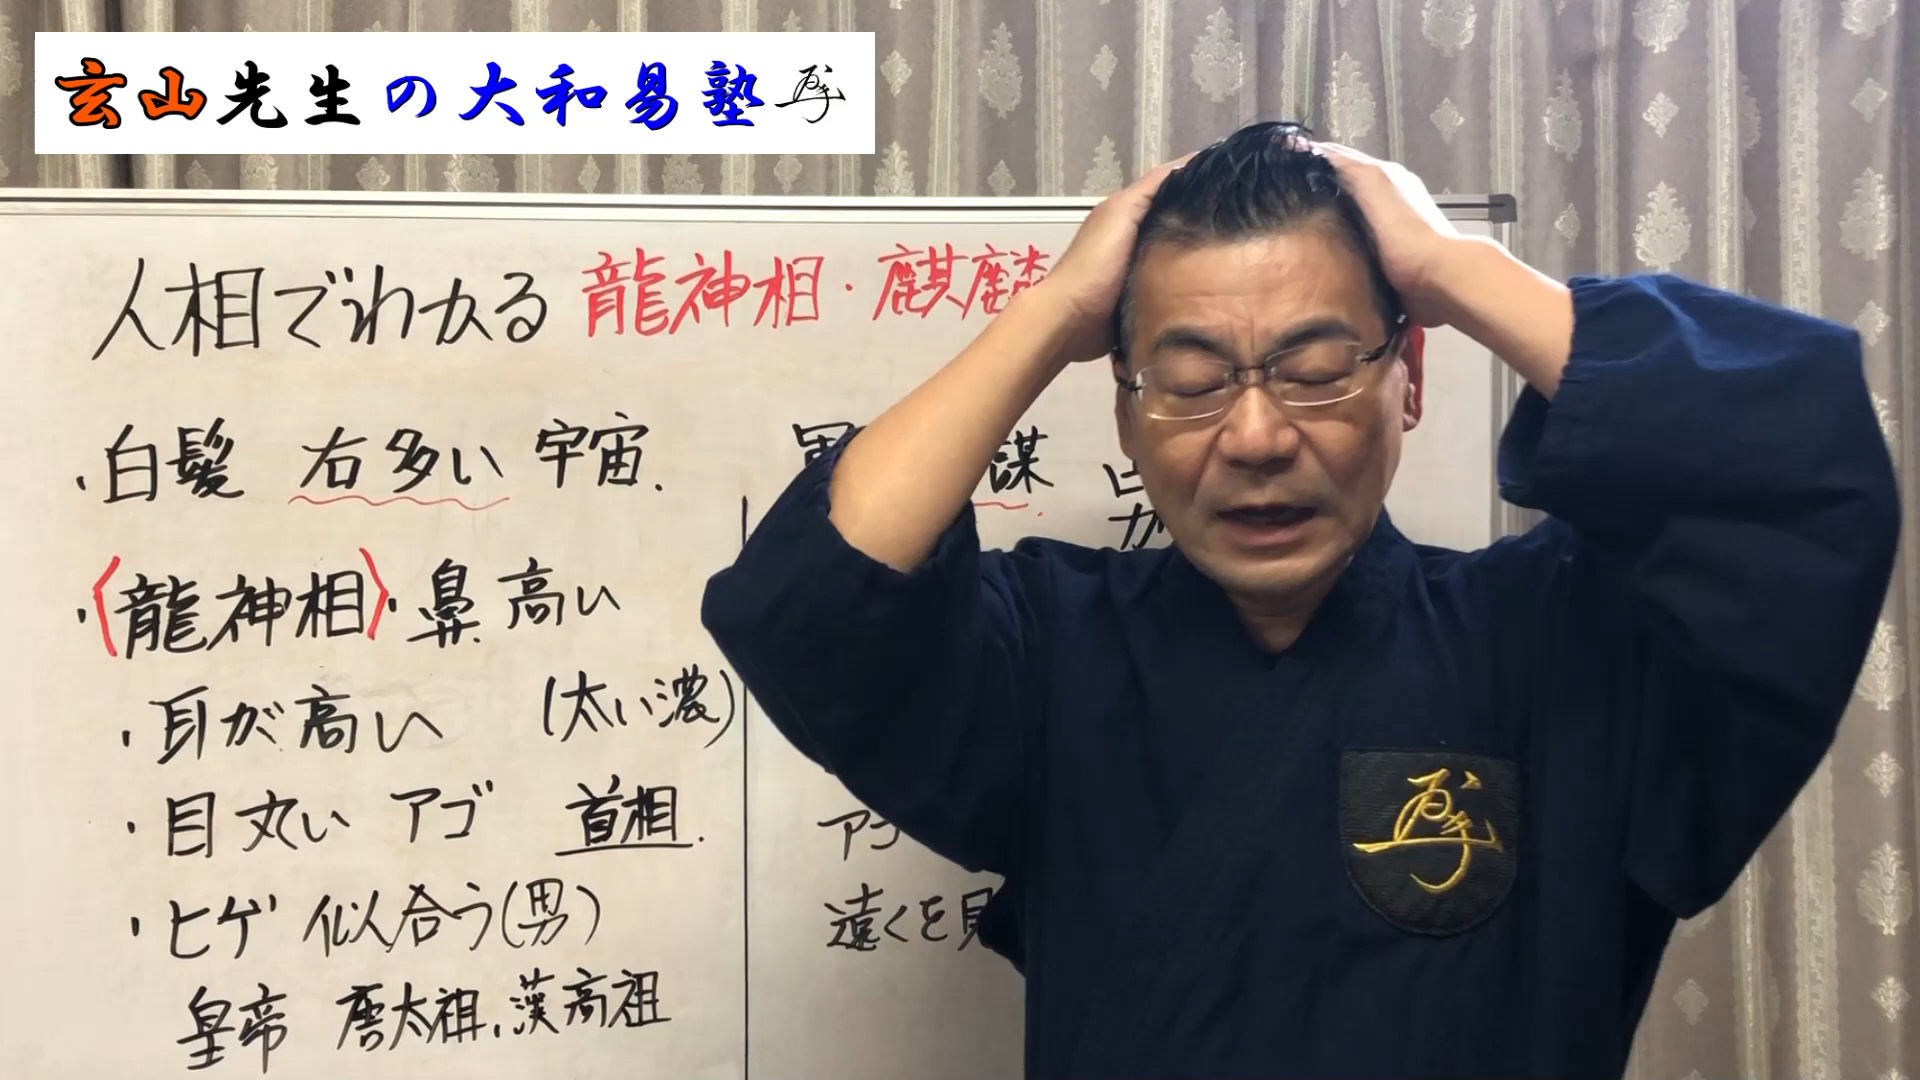 玄山先生の大和易塾
人相でわかる 龍神相・麒麟
・白髪 右多い 宇宙.
・〈龍神相〉・鼻高い
・耳が高い (太い濃)
・目丸い アゴ 首相.
・ヒゲ 似合う(男)
皇帝 唐太祖、漢高祖
謀
アゴ
遠くを見